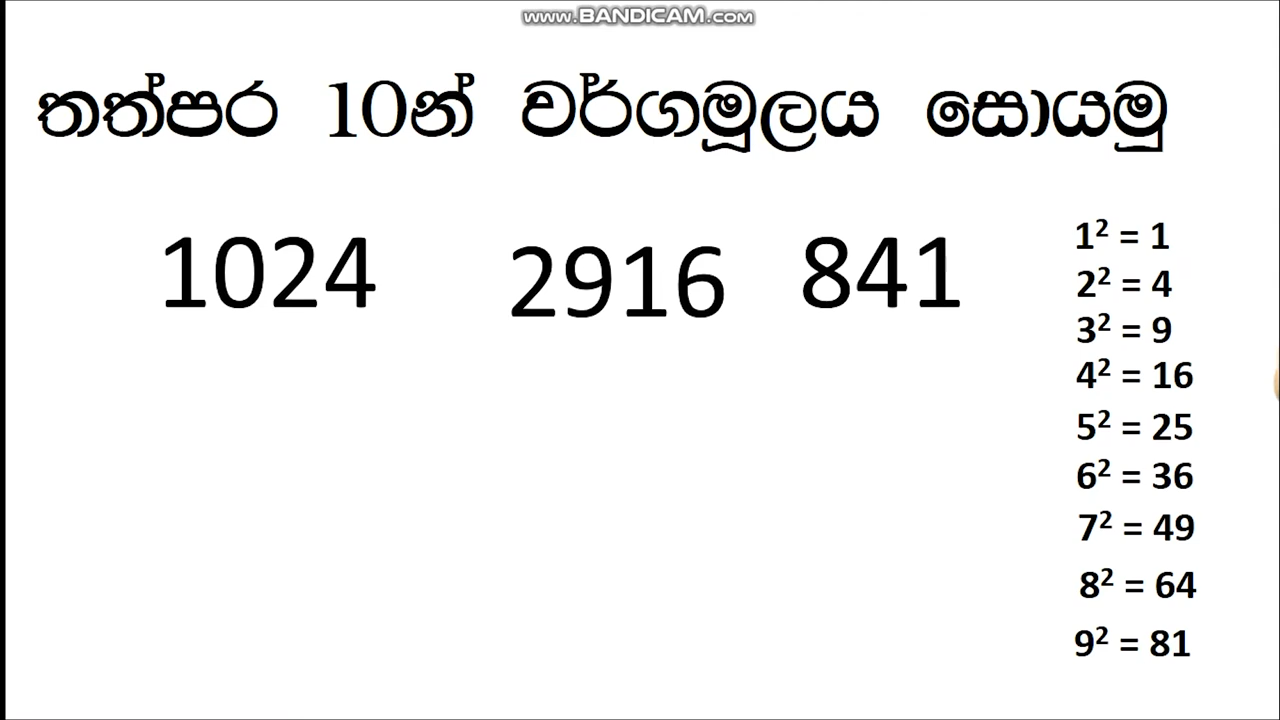 www.BANDICAM.com
තත්පර 10න් වර්ගමූලය සොයමු
1024 2916 841
1² = 1
2² = 4
3² = 9
4² = 16
5² = 25
6² = 36
7² = 49
8² = 64
9² = 81